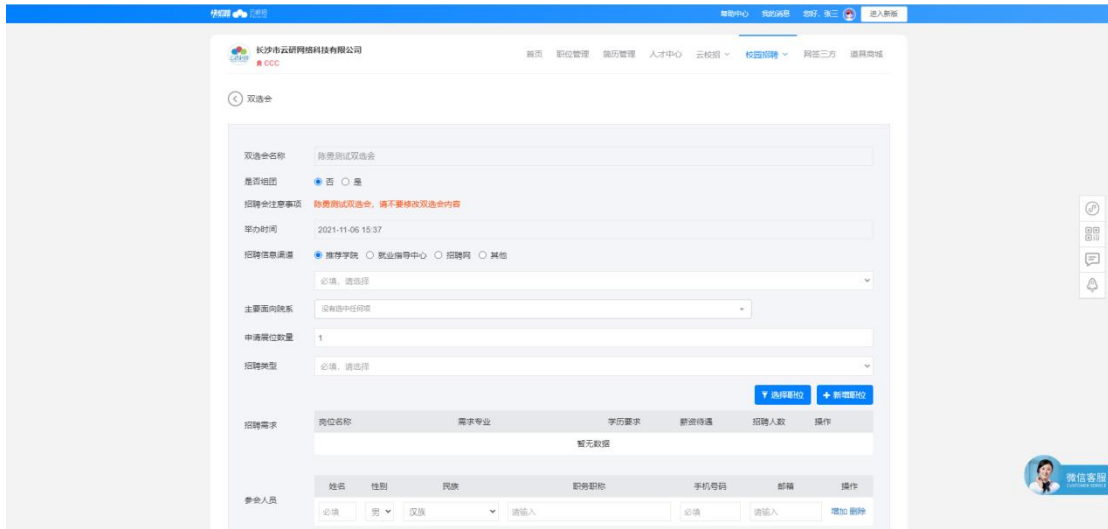 快招聘 云研招 帮助中心 我的消息 您好, 张三 进入新版
长沙市云研网络科技有限公司
CCC
首页 职位管理 简历管理 人才中心 云校招 校园招聘 网签三方 道具商城
双选会
双选会名称 陈勇测试双选会
是否组团 否 是
招聘会注意事项 陈勇测试双选会，请不要修改双选会内容
举办时间 2021-11-06 15:37
招聘信息渠道 推荐学院 就业指导中心 招聘网 其他
必填，请选择
主要面向院系 没有选中任何项
申请展位数量 1
招聘类型 必填，请选择
选择职位 新增职位
招聘需求 岗位名称 需求专业 学历要求 薪资待遇 招聘人数 操作
暂无数据
参会人员 姓名 性别 民族 职务职称 手机号码 邮箱 操作
必填 男 汉族 请输入 必填 请输入 增加 删除
微信客服
CUSTOMER SERVICE